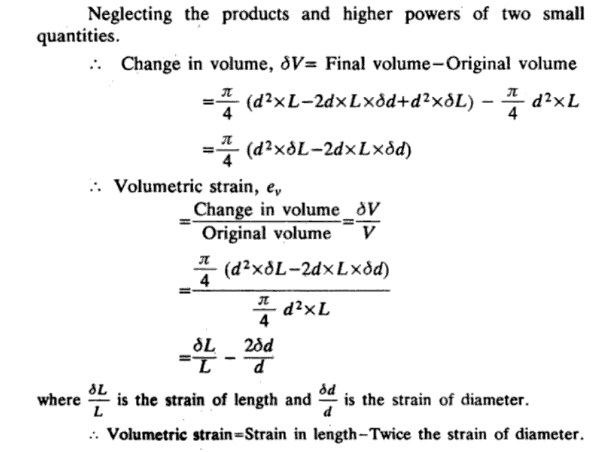 Neglecting the products and higher powers of two small
quantities.
∴ Change in volume, δV= Final volume−Original volume
=π/4 (d²×L−2d×L×δd+d²×δL) − π/4 d²×L
=π/4 (d²×δL−2d×L×δd)
∴ Volumetric strain, eᵥ
=Change in volume/Original volume=δV/V
=π/4 (d²×δL−2d×L×δd)/π/4 d²×L
=δL/L − 2δd/d
where δL/L is the strain of length and δd/d is the strain of diameter.
∴ Volumetric strain=Strain in length−Twice the strain of diameter.